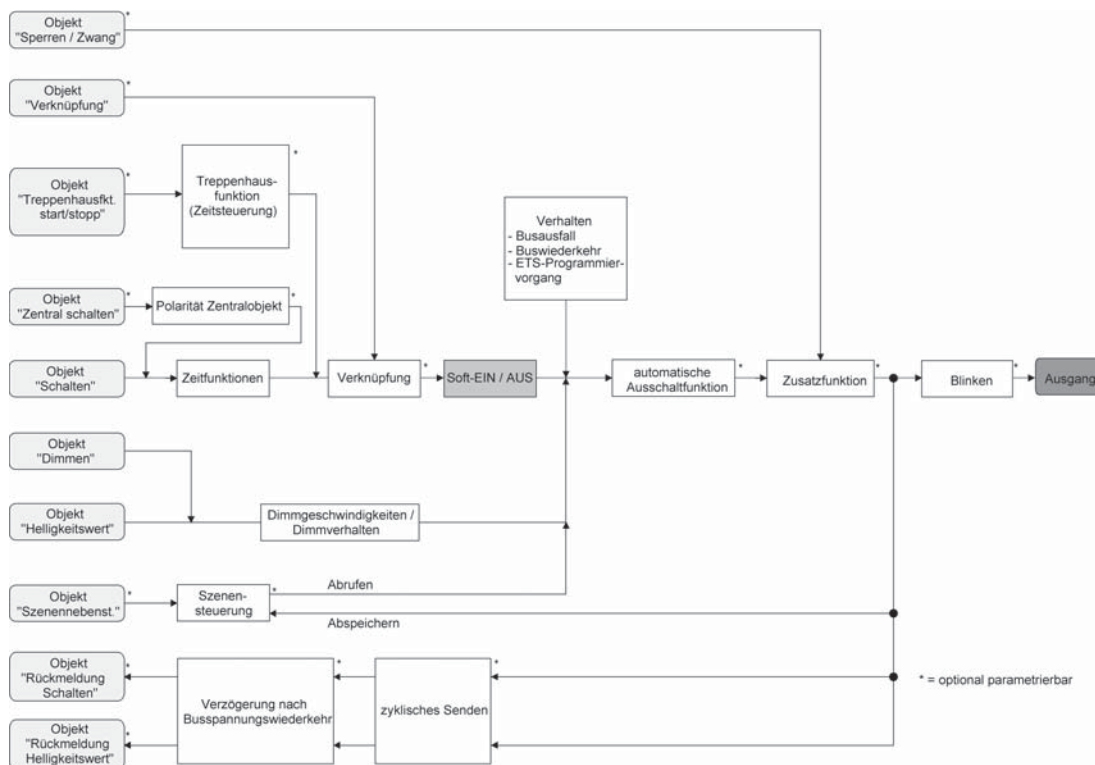 Objekt
"Sperren / Zwang"
*
Objekt
"Verknüpfung"
*
Objekt
"Treppenhausfkt.
start/stopp"
*
Treppenhaus-
funktion
(Zeitsteuerung)
*
Verhalten
- Busausfall
- Buswiederkehr
- ETS-Programmier-
vorgang
Objekt
"Zentral schalten"
*
Polarität Zentralobjekt
*
Objekt
"Schalten"
Zeitfunktionen
Verknüpfung
*
Soft-EIN / AUS
automatische
Ausschaltfunktion
*
Zusatzfunktion
*
Blinken
*
Ausgang
Objekt
"Dimmen"
Objekt
"Helligkeitswert"
Dimmgeschwindigkeiten /
Dimmverhalten
Objekt
"Szenennebenst."
*
Szenen-
steuerung
*
Abrufen
Abspeichern
Objekt
"Rückmeldung
Schalten"
*
Verzögerung nach
Busspannungswiederkehr
*
zyklisches Senden
*
* = optional parametrierbar
Objekt
"Rückmeldung
Helligkeitswert"
*